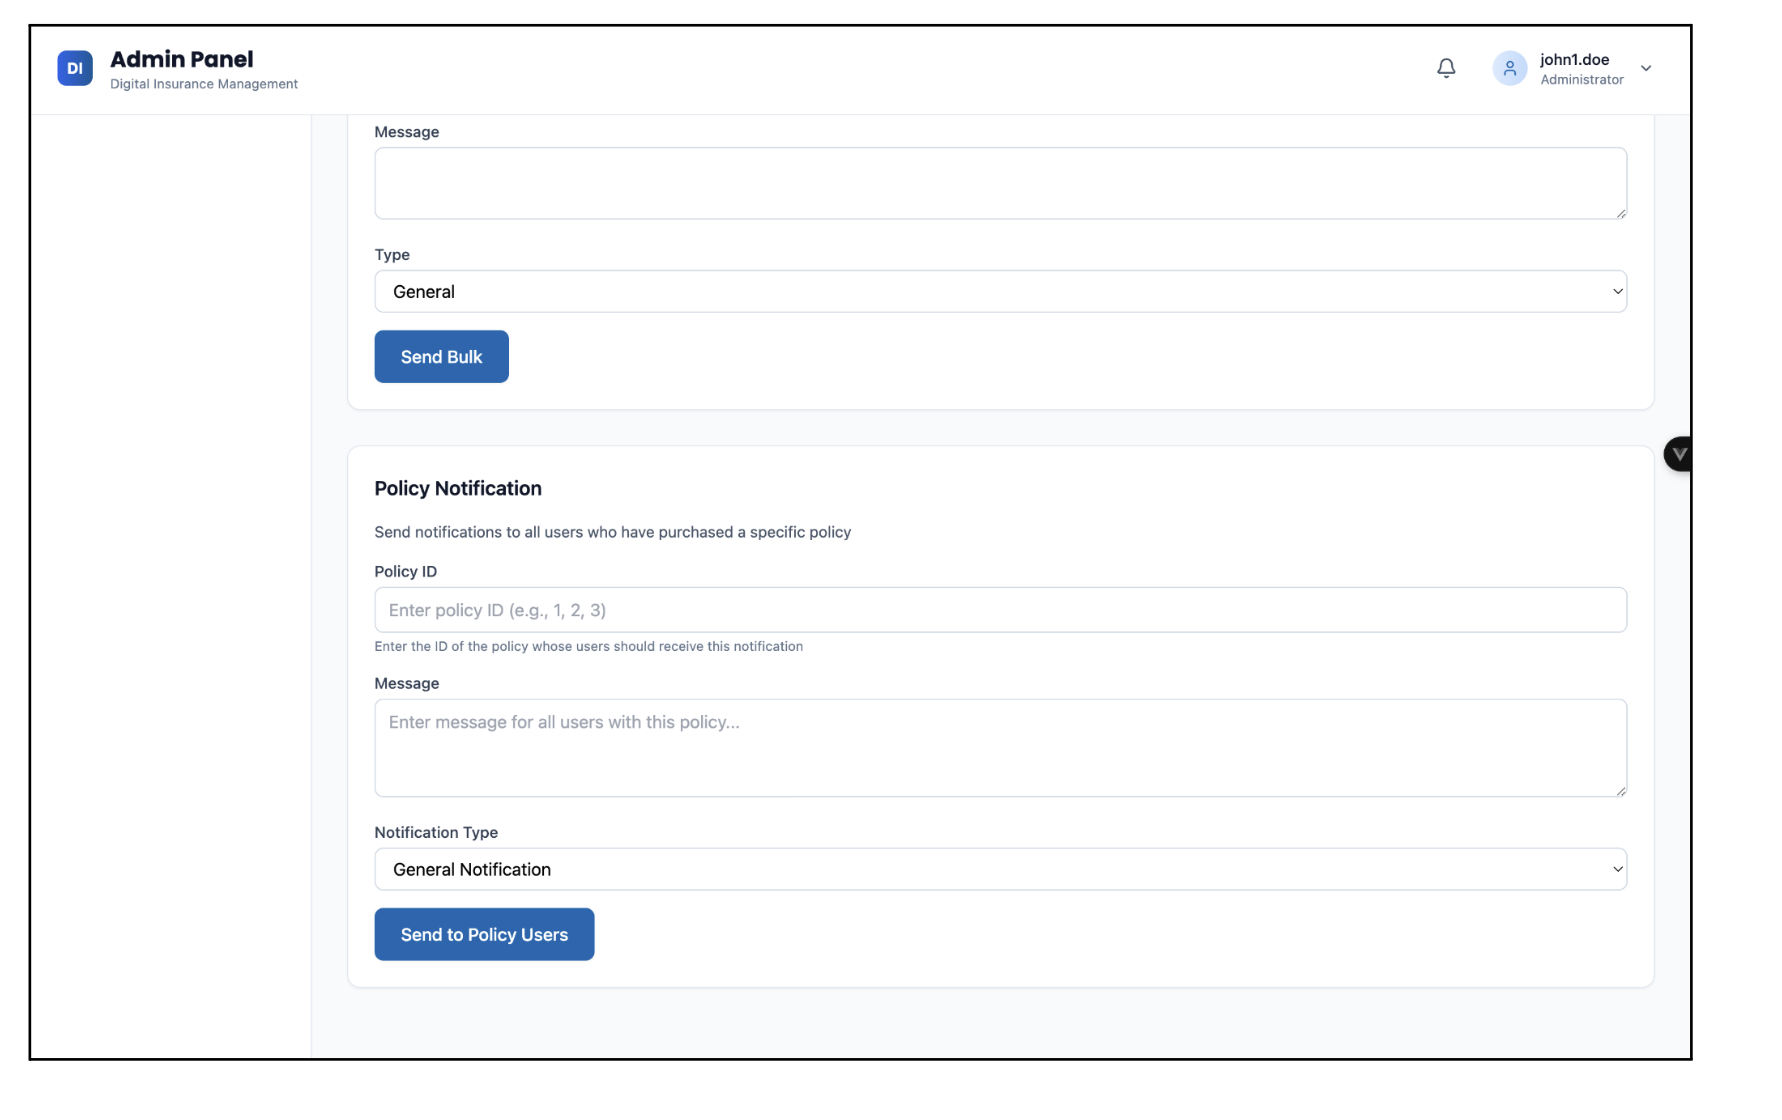 DI
Admin Panel
Digital Insurance Management
john1.doe
Administrator
Message
Type
General
Send Bulk
Policy Notification
Send notifications to all users who have purchased a specific policy
Policy ID
Enter policy ID (e.g., 1, 2, 3)
Enter the ID of the policy whose users should receive this notification
Message
Enter message for all users with this policy...
Notification Type
General Notification
Send to Policy Users